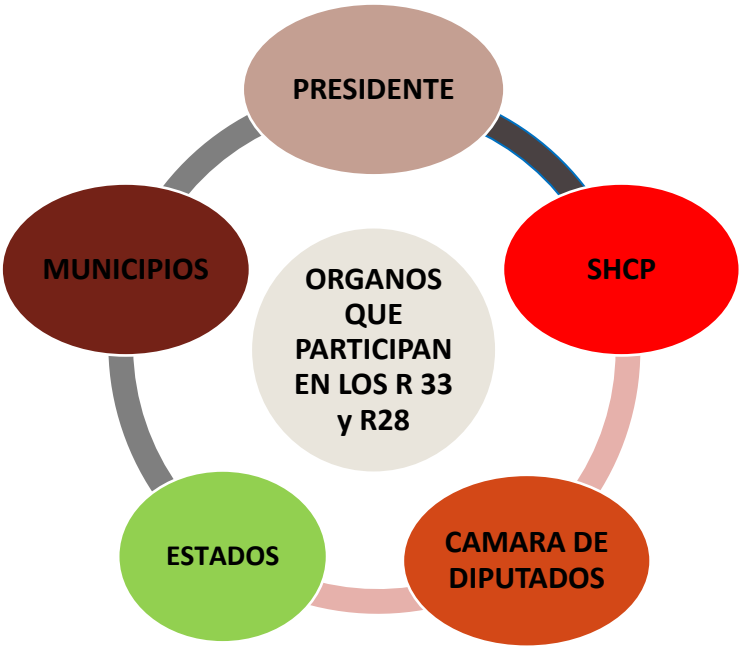 PRESIDENTE
SHCP
CAMARA DE
DIPUTADOS
ESTADOS
MUNICIPIOS
ORGANOS
QUE
PARTICIPAN
EN LOS R 33
y R28